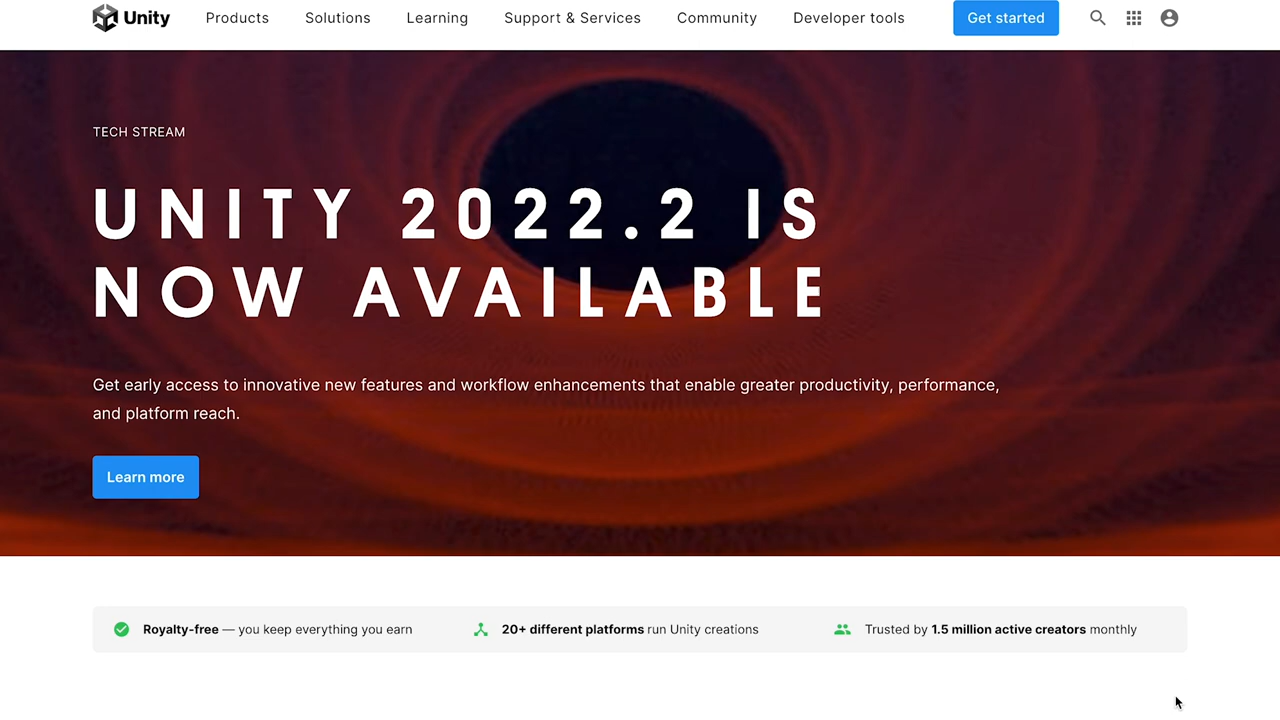 Unity Products Solutions Learning Support & Services Community Developer tools Get started
TECH STREAM
UNITY 2022.2 IS
NOW AVAILABLE
Get early access to innovative new features and workflow enhancements that enable greater productivity, performance,
and platform reach.
Learn more
Royalty-free — you keep everything you earn 20+ different platforms run Unity creations Trusted by 1.5 million active creators monthly